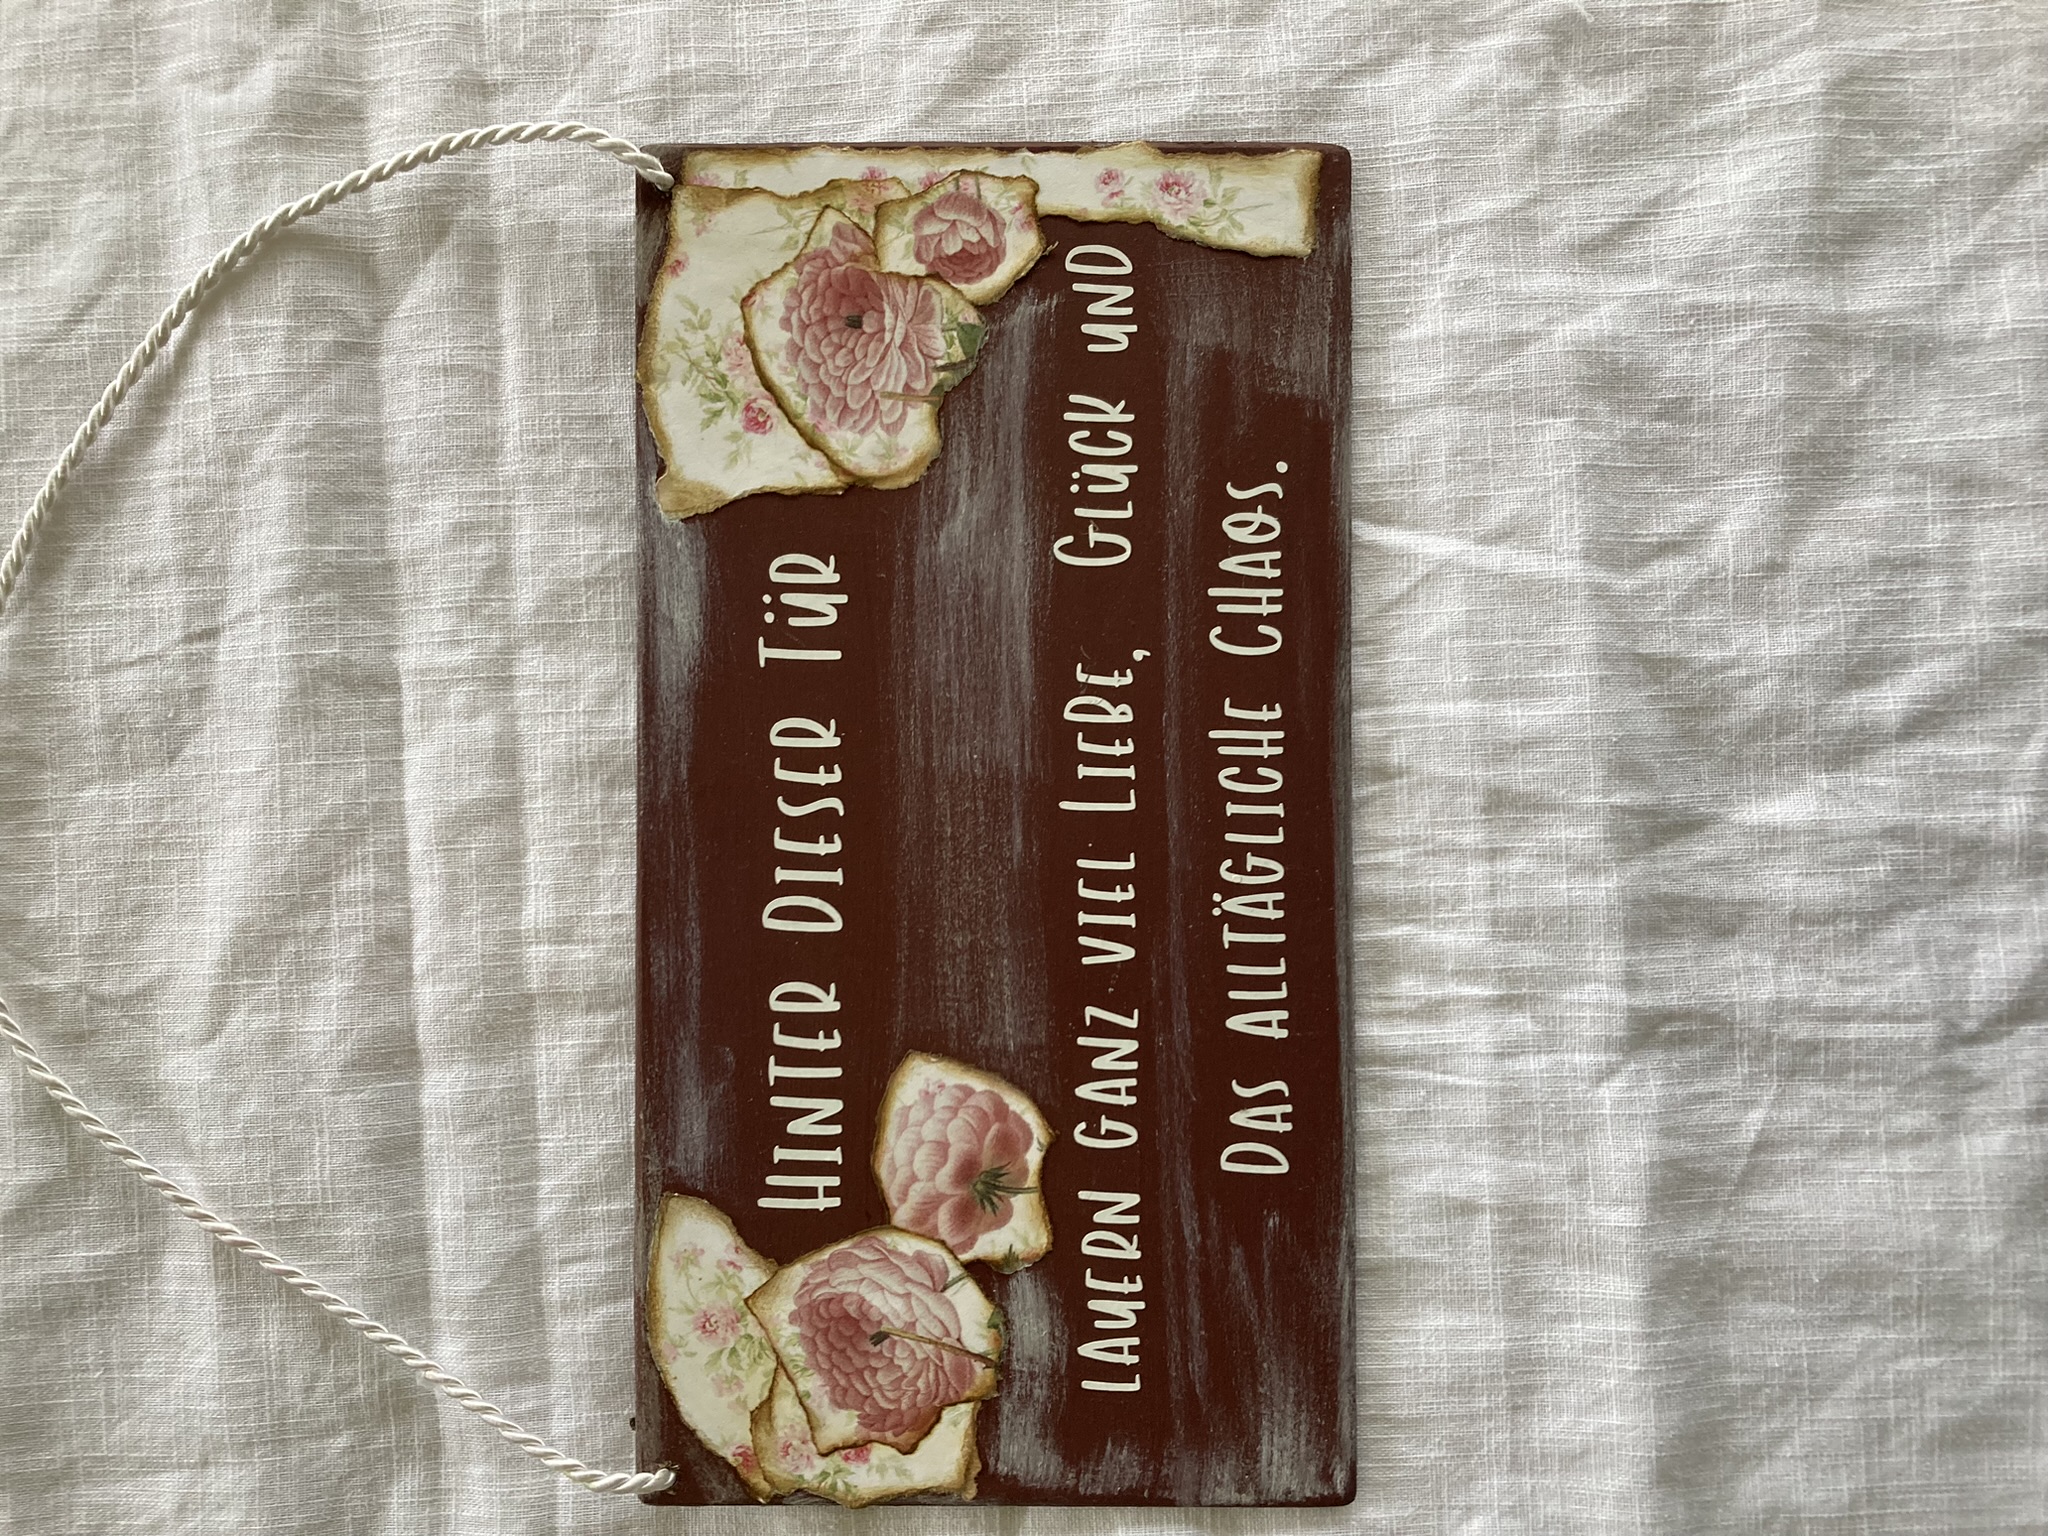 Hinter Dieser Tür
lauern ganz viel Liebe, Glück und
Das alltägliche Chaos.